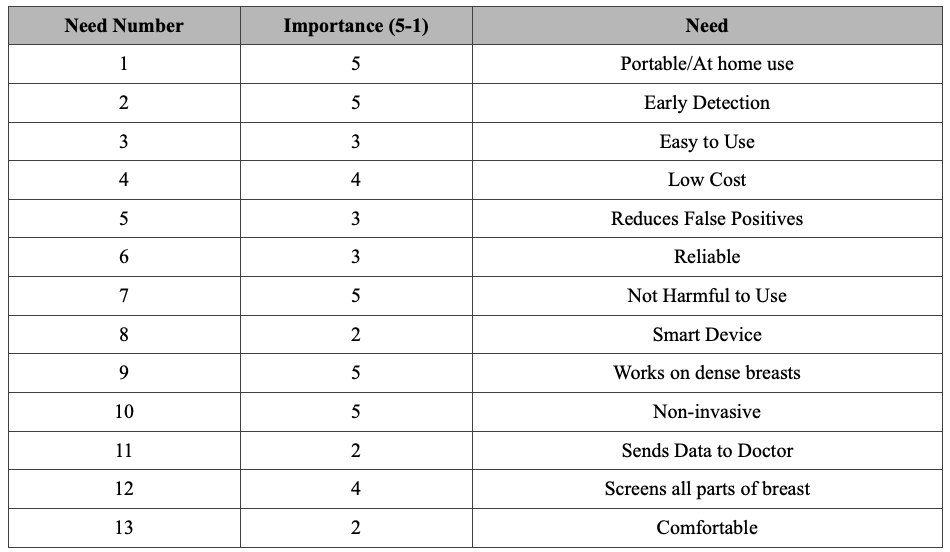 Need Number Importance (5-1) Need
1 5 Portable/At home use
2 5 Early Detection
3 3 Easy to Use
4 4 Low Cost
5 3 Reduces False Positives
6 3 Reliable
7 5 Not Harmful to Use
8 2 Smart Device
9 5 Works on dense breasts
10 5 Non-invasive
11 2 Sends Data to Doctor
12 4 Screens all parts of breast
13 2 Comfortable